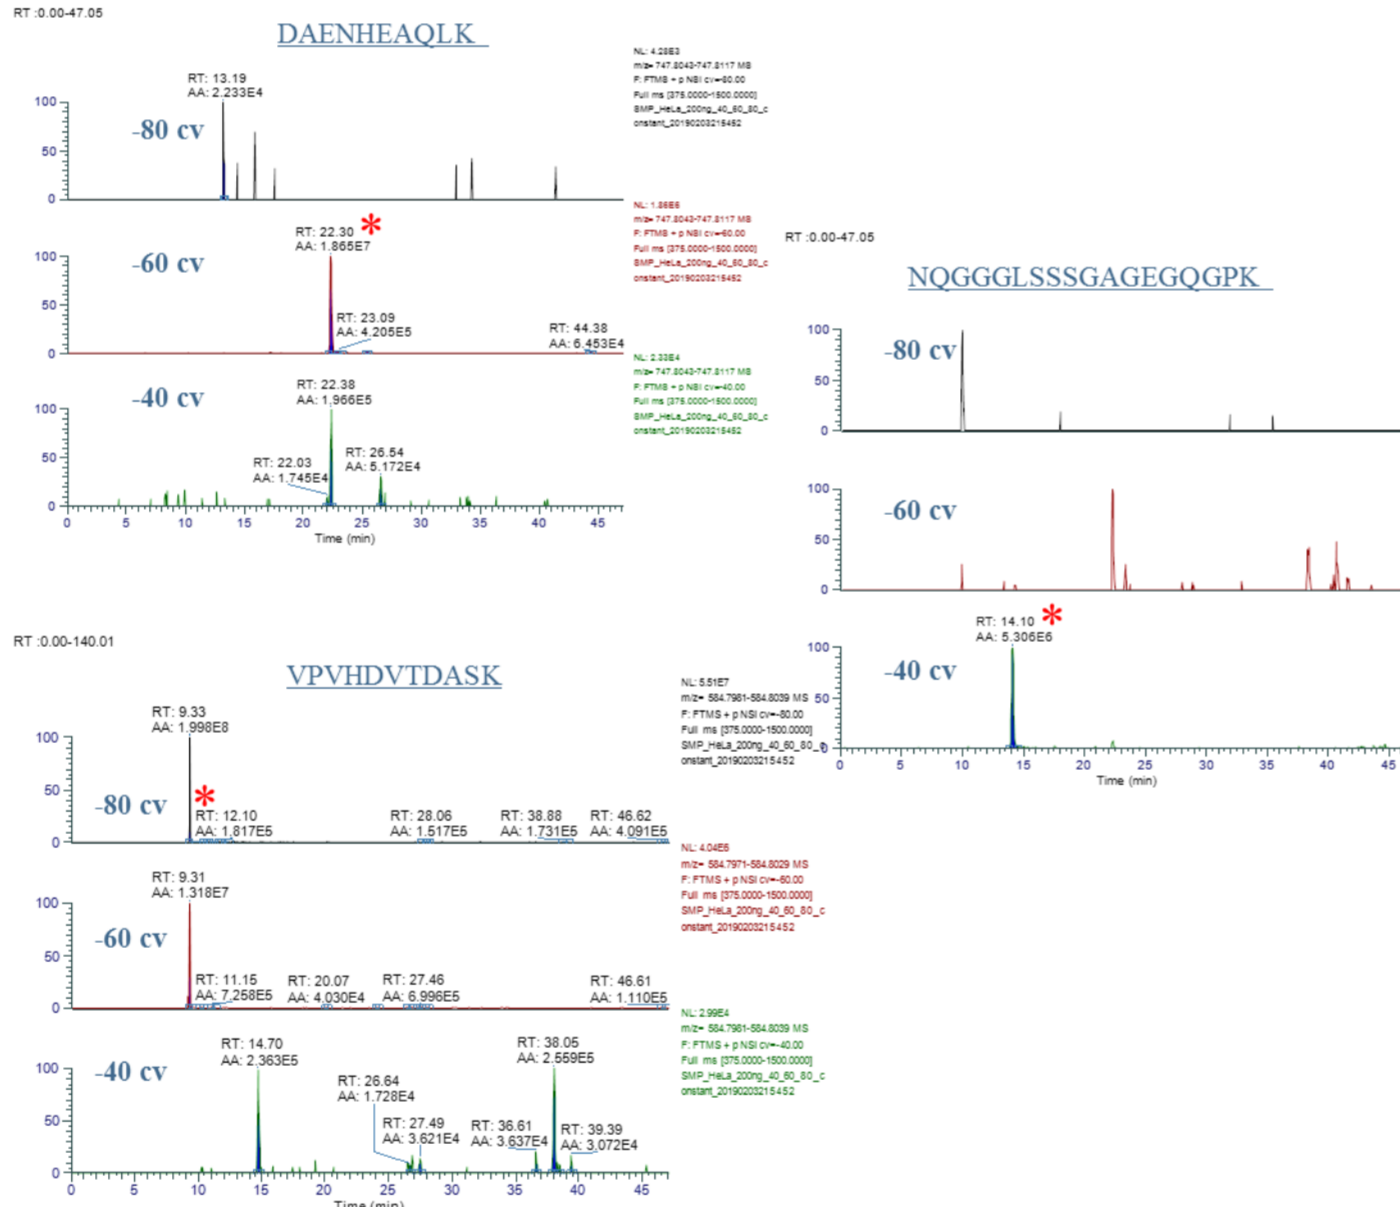 RT :0.00-47.05
DAENHEAQLK
NL: 4.28E3
m/z= 747.8043-747.8117 MS
F: FTMS + p NSI cv=-80.00
Full ms [375.0000-1500.0000]
SMP_HeLa_200ng_40_60_80_c
onstant_20190203215452
RT: 13.19
AA: 2.233E4
-80 cv
100
50
0
NL: 1.86E6
m/z= 747.8043-747.8117 MS
F: FTMS + p NSI cv=-60.00
Full ms [375.0000-1500.0000]
SMP_HeLa_200ng_40_60_80_c
onstant_20190203215452
RT: 22.30 *
AA: 1.865E7
-60 cv
100
50
0
RT: 23.09
AA: 4.205E5
RT: 44.38
AA: 6.453E4
NL: 2.33E4
m/z= 747.8043-747.8117 MS
F: FTMS + p NSI cv=-40.00
Full ms [375.0000-1500.0000]
SMP_HeLa_200ng_40_60_80_c
onstant_20190203215452
RT: 22.38
AA: 1.966E5
-40 cv
100
50
0
RT: 22.03
AA: 1.745E4
RT: 26.54
AA: 5.172E4
0 5 10 15 20 25 30 35 40 45
Time (min)
RT :0.00-47.05
NQGGGLSSSGAGEGQGPK
-80 cv
100
50
0
-60 cv
100
50
0
RT: 14.10 *
AA: 5.306E6
-40 cv
100
50
0
0 5 10 15 20 25 30 35 40 45
Time (min)
RT :0.00-140.01
VPVHDVTDASK
NL: 5.51E7
m/z= 584.7981-584.8039 MS
F: FTMS + p NSI cv=-80.00
Full ms [375.0000-1500.0000]
SMP_HeLa_200ng_40_60_80_c
onstant_20190203215452
RT: 9.33
AA: 1.998E8
-80 cv
*
100
50
0
RT: 12.10
AA: 1.817E5
RT: 28.06
AA: 1.517E5
RT: 38.88
AA: 1.731E5
RT: 46.62
AA: 4.091E5
NL: 4.04E6
m/z= 584.7971-584.8029 MS
F: FTMS + p NSI cv=-60.00
Full ms [375.0000-1500.0000]
SMP_HeLa_200ng_40_60_80_c
onstant_20190203215452
RT: 9.31
AA: 1.318E7
-60 cv
100
50
0
RT: 11.15
AA: 7.258E5
RT: 20.07
AA: 4.030E4
RT: 27.46
AA: 6.996E5
RT: 46.61
AA: 1.110E5
NL: 2.99E4
m/z= 584.7981-584.8039 MS
F: FTMS + p NSI cv=-40.00
Full ms [375.0000-1500.0000]
SMP_HeLa_200ng_40_60_80_c
onstant_20190203215452
RT: 14.70
AA: 2.363E5
-40 cv
100
50
0
RT: 26.64
AA: 1.728E4
RT: 27.49
AA: 3.621E4
RT: 36.61
AA: 3.637E4
RT: 38.05
AA: 2.559E5
RT: 39.39
AA: 3.072E4
0 5 10 15 20 25 30 35 40 45
Time (min)